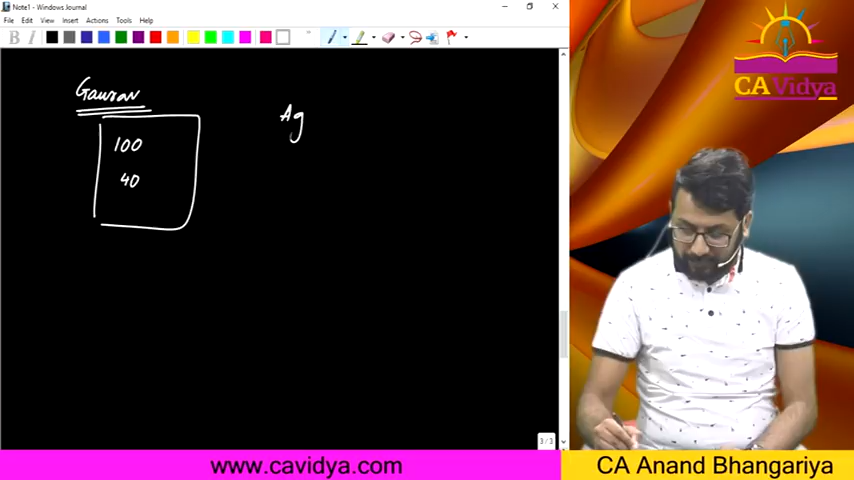 Note1 - Windows Journal
File Edit View Insert Actions Tools Help
B I
Gaurav
100
40
Ag
3 / 3
CA Vidya
www.cavidya.com
CA Anand Bhangariya